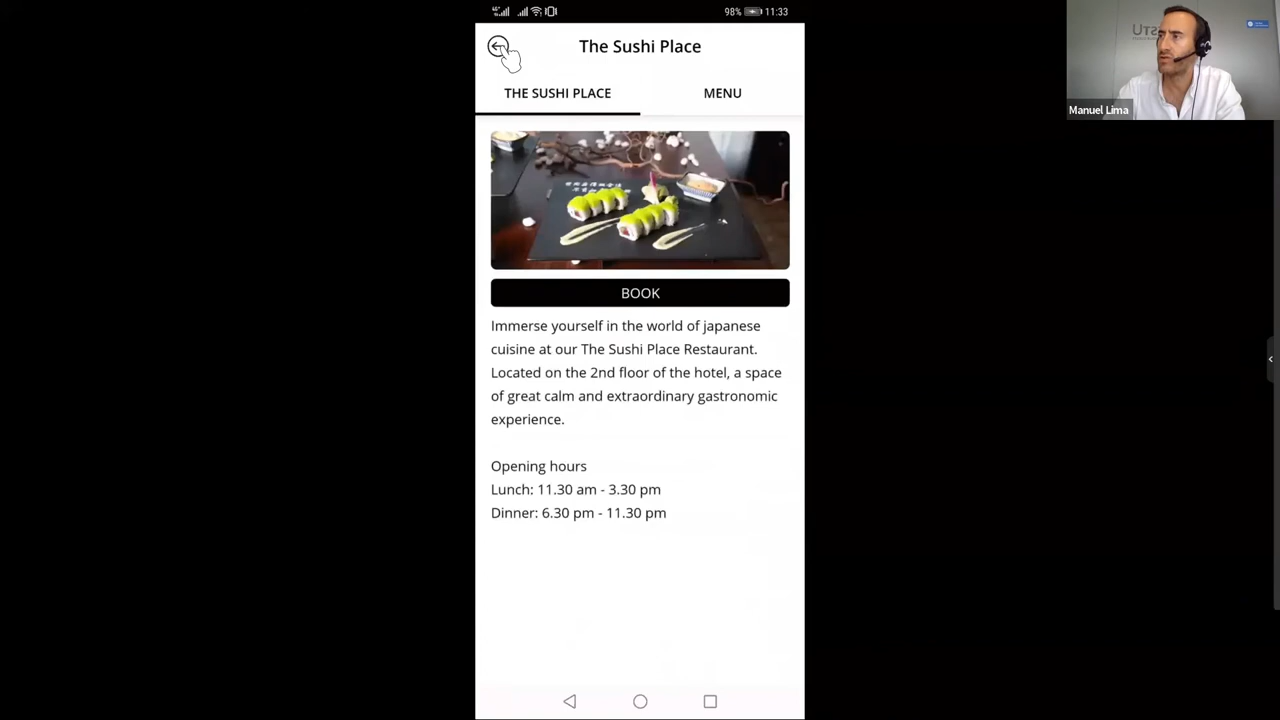 98% 11:33
The Sushi Place
THE SUSHI PLACE
MENU
BOOK
Immerse yourself in the world of japanese
cuisine at our The Sushi Place Restaurant.
Located on the 2nd floor of the hotel, a space
of great calm and extraordinary gastronomic
experience.
Opening hours
Lunch: 11.30 am - 3.30 pm
Dinner: 6.30 pm - 11.30 pm
Manuel Lima